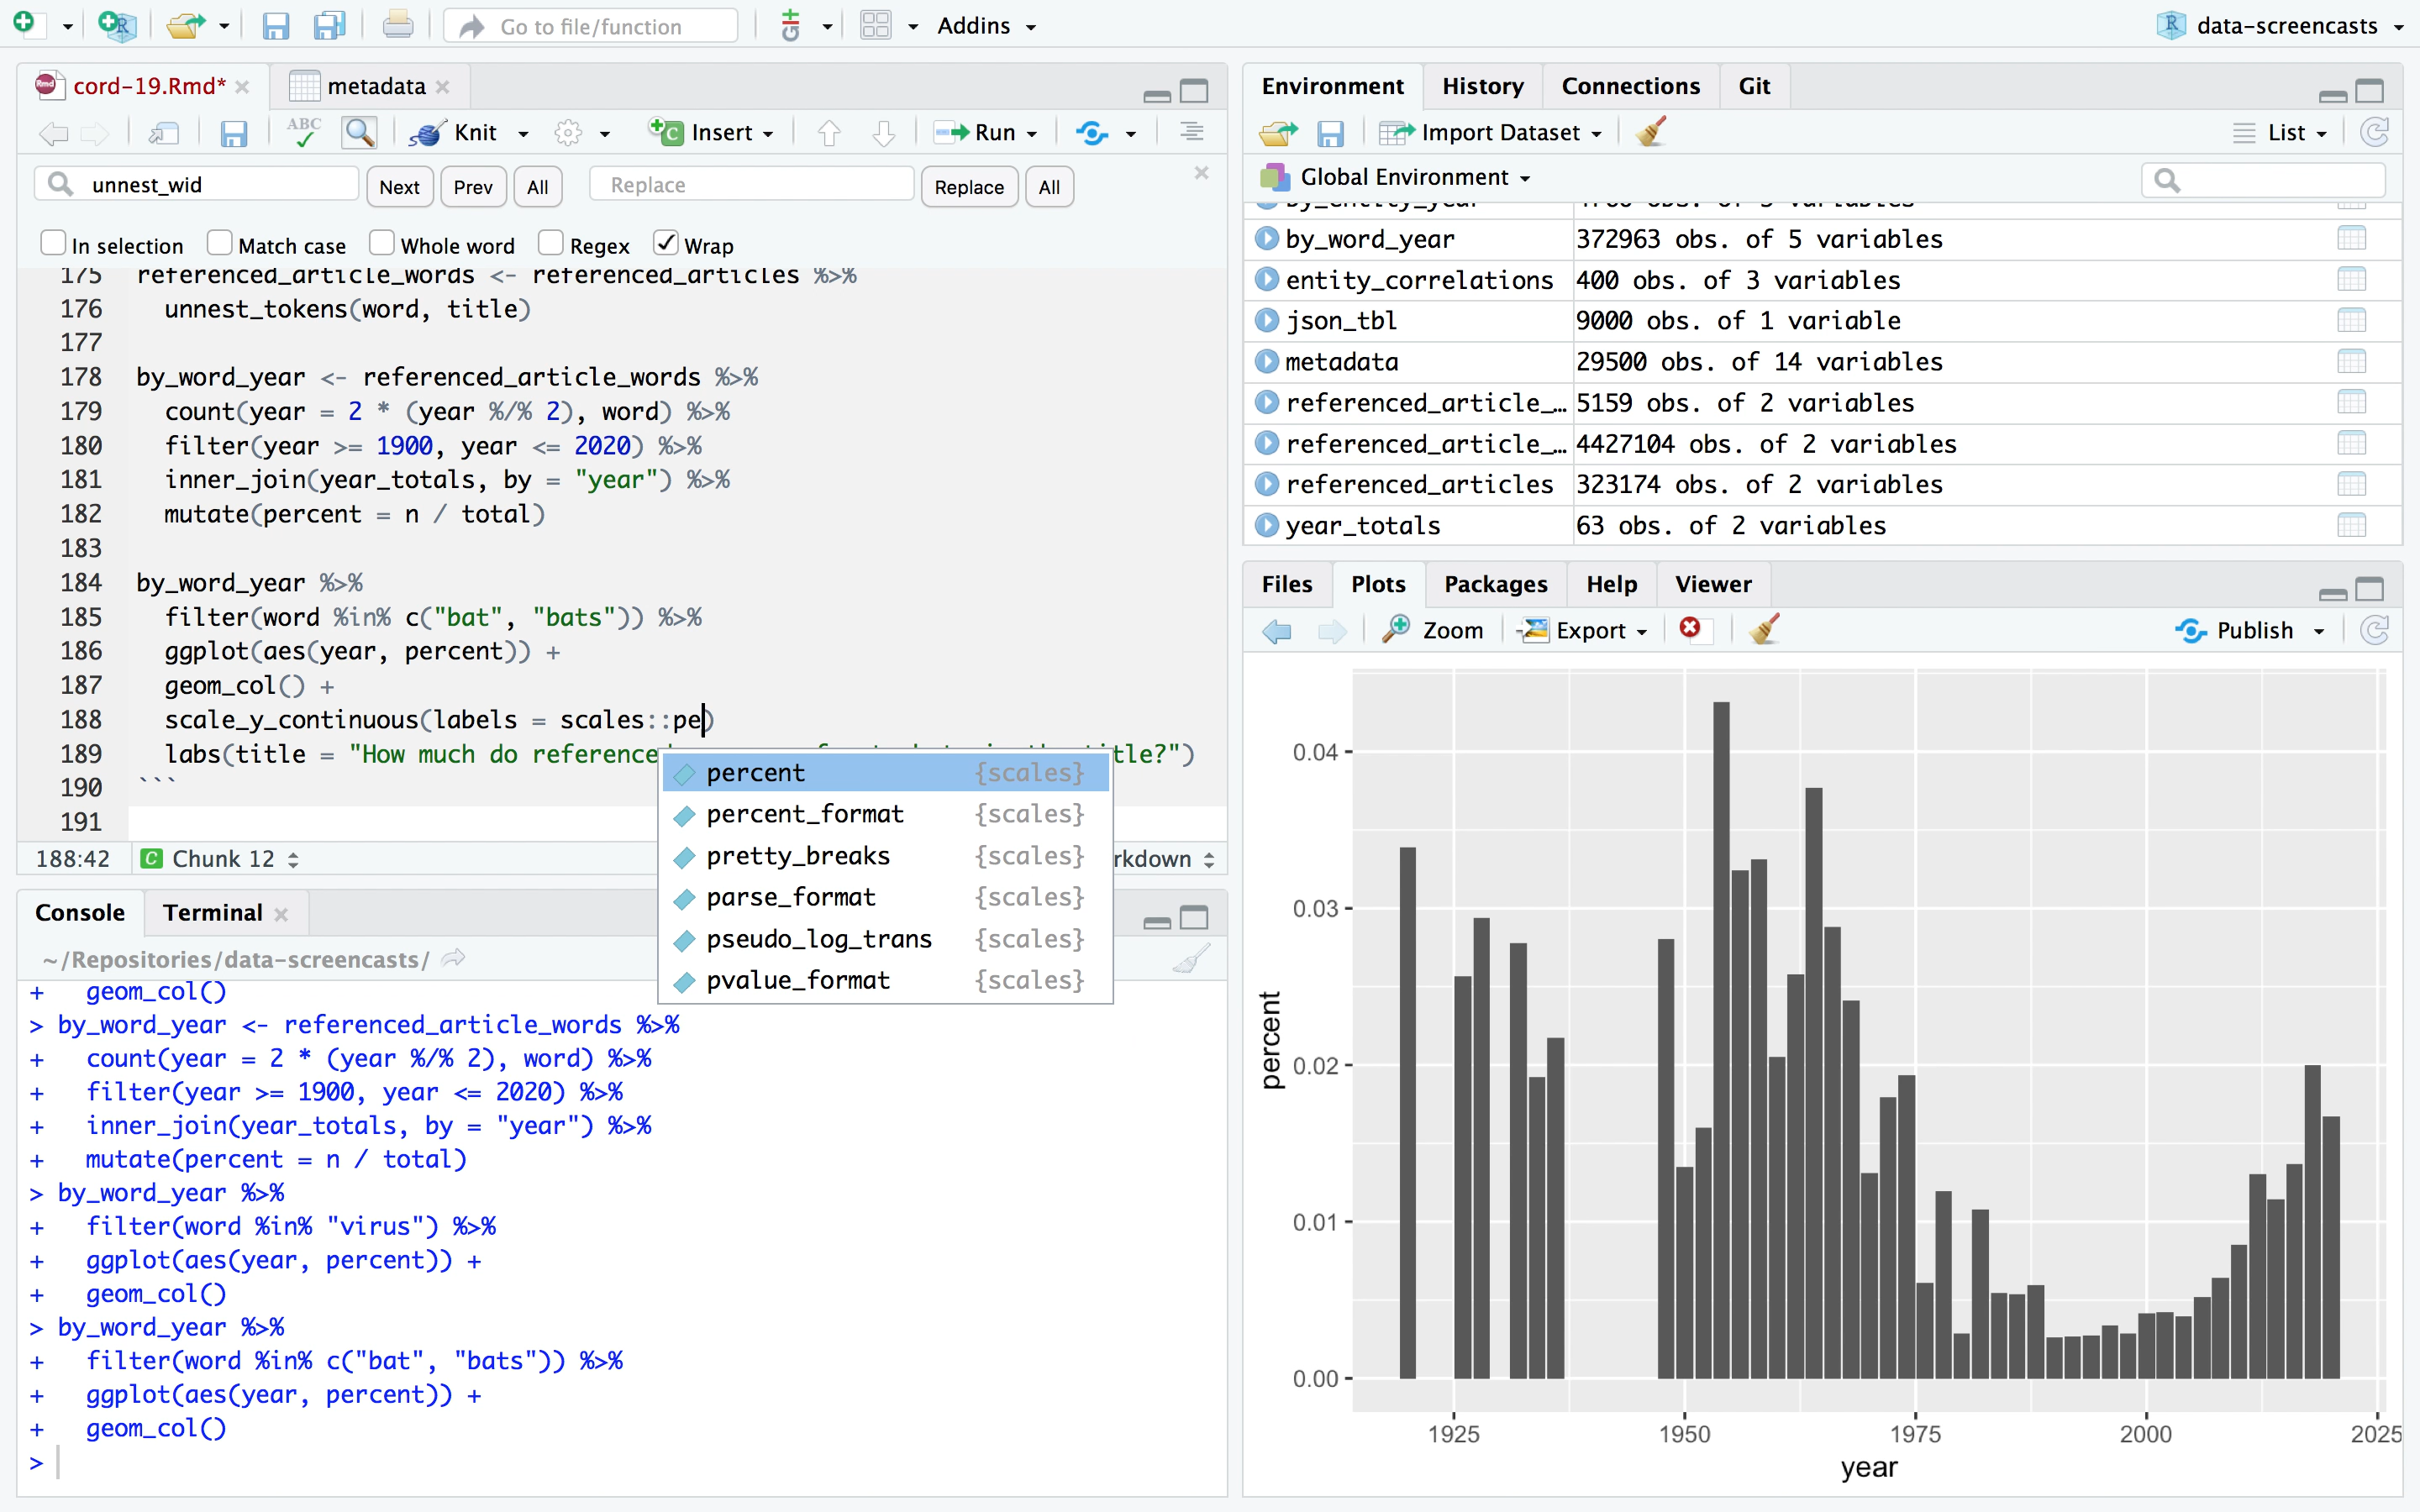 Go to file/function
Addins
data-screencasts
cord-19.Rmd*
metadata
ABC
Knit
Insert
Run
unnest_wid
Next
Prev
All
Replace
Replace
All
In selection
Match case
Whole word
Regex
Wrap
175 referenced_article_words <- referenced_articles %>%
176   unnest_tokens(word, title)
177
178 by_word_year <- referenced_article_words %>%
179   count(year = 2 * (year %/% 2), word) %>%
180   filter(year >= 1900, year <= 2020) %>%
181   inner_join(year_totals, by = "year") %>%
182   mutate(percent = n / total)
183
184 by_word_year %>%
185   filter(word %in% c("bat", "bats")) %>%
186   ggplot(aes(year, percent)) +
187   geom_col() +
188   scale_y_continuous(labels = scales::pe)
189   labs(title = "How much do reference tle?")
190 ```
191
percent {scales}
percent_format {scales}
pretty_breaks {scales}
parse_format {scales}
pseudo_log_trans {scales}
pvalue_format {scales}
188:42
C Chunk 12
rkdown
Console
Terminal
~/Repositories/data-screencasts/
+   geom_col()
> by_word_year <- referenced_article_words %>%
+   count(year = 2 * (year %/% 2), word) %>%
+   filter(year >= 1900, year <= 2020) %>%
+   inner_join(year_totals, by = "year") %>%
+   mutate(percent = n / total)
> by_word_year %>%
+   filter(word %in% "virus") %>%
+   ggplot(aes(year, percent)) +
+   geom_col()
> by_word_year %>%
+   filter(word %in% c("bat", "bats")) %>%
+   ggplot(aes(year, percent)) +
+   geom_col()
>
Environment
History
Connections
Git
Import Dataset
List
Global Environment
by_word_year 372963 obs. of 5 variables
entity_correlations 400 obs. of 3 variables
json_tbl 9000 obs. of 1 variable
metadata 29500 obs. of 14 variables
referenced_article_… 5159 obs. of 2 variables
referenced_article_… 4427104 obs. of 2 variables
referenced_articles 323174 obs. of 2 variables
year_totals 63 obs. of 2 variables
Files
Plots
Packages
Help
Viewer
Zoom
Export
Publish
percent
0.04
0.03
0.02
0.01
0.00
1925
1950
1975
2000
2025
year